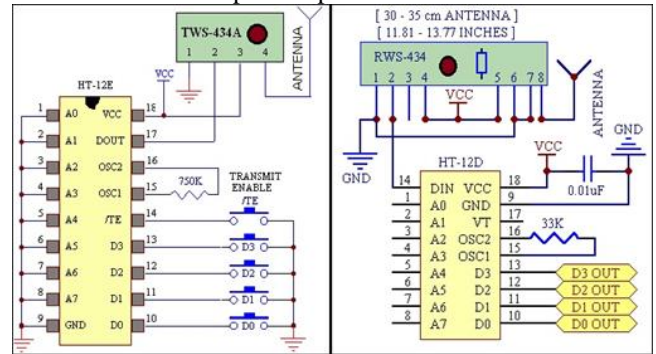 TWS-434A
1 2 3 4
ANTENNA
VCC
HT-12E
1 A0 VCC 18
2 A1 DOUT 17
3 A2 OSC2 16
4 A3 OSC1 15
750K
TRANSMIT
ENABLE
/TE
5 A4 /TE 14
6 A5 D3 13 D3
7 A6 D2 12 D2
8 A7 D1 11 D1
9 GND D0 10 D0
[ 30 - 35 cm ANTENNA ]
[ 11.81 - 13.77 INCHES ]
RWS-434
1 2 3 4 5 6 7 8
VCC
ANTENNA
GND
HT-12D
VCC
GND
0.01uF
14 DIN VCC 18
1 A0 GND 9
2 A1 VT 17
3 A2 OSC2 16
33K
4 A3 OSC1 15
5 A4 D3 13 D3 OUT
6 A5 D2 12 D2 OUT
7 A6 D1 11 D1 OUT
8 A7 D0 10 D0 OUT